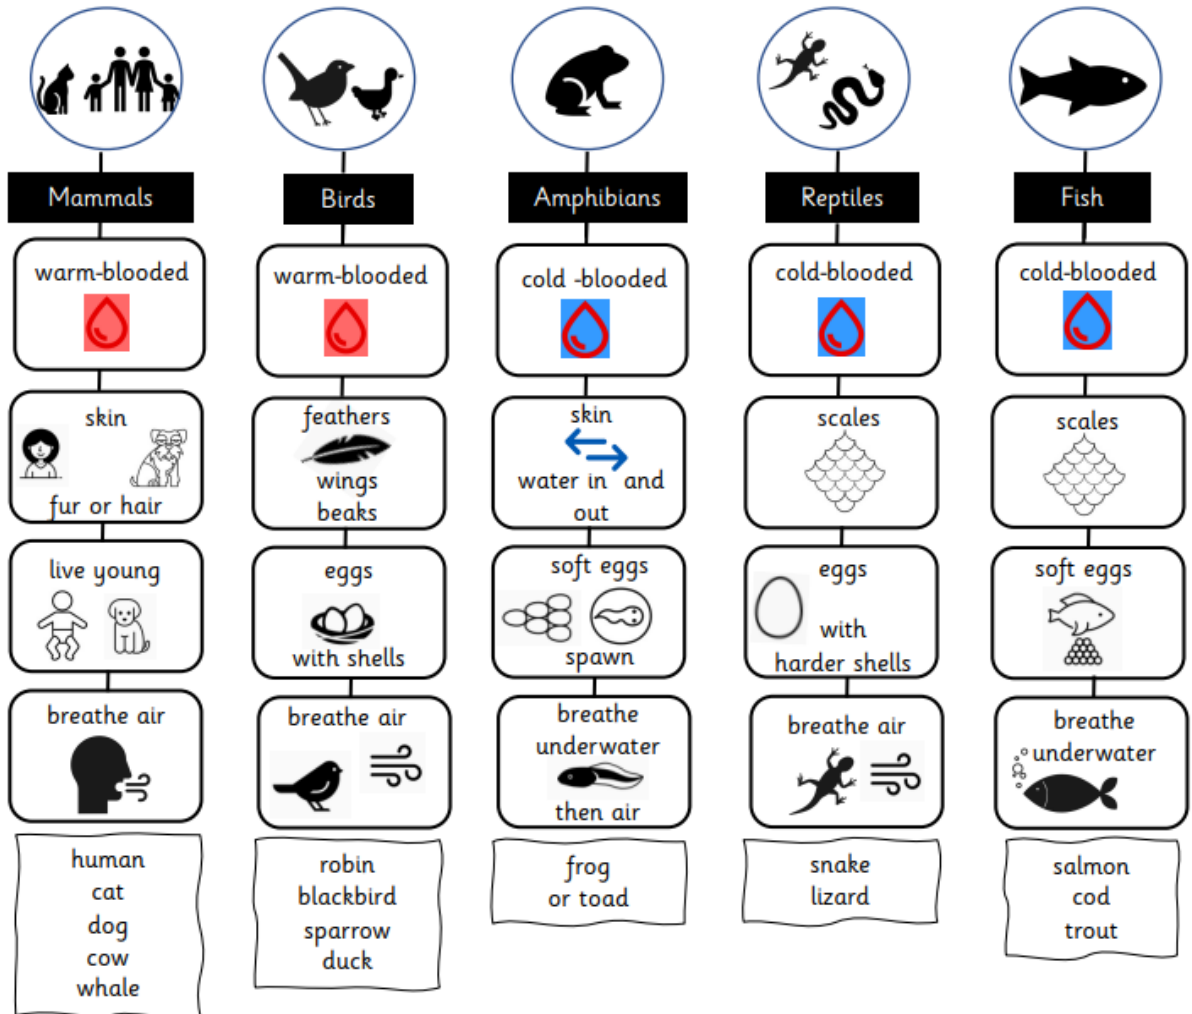 Mammals
warm-blooded
skin
fur or hair
live young
breathe air
human
cat
dog
cow
whale
Birds
warm-blooded
feathers
wings
beaks
eggs
with shells
breathe air
robin
blackbird
sparrow
duck
Amphibians
cold -blooded
skin
water in and
out
soft eggs
spawn
breathe
underwater
then air
frog
or toad
Reptiles
cold-blooded
scales
eggs
with
harder shells
breathe air
snake
lizard
Fish
cold-blooded
scales
soft eggs
breathe
underwater
salmon
cod
trout